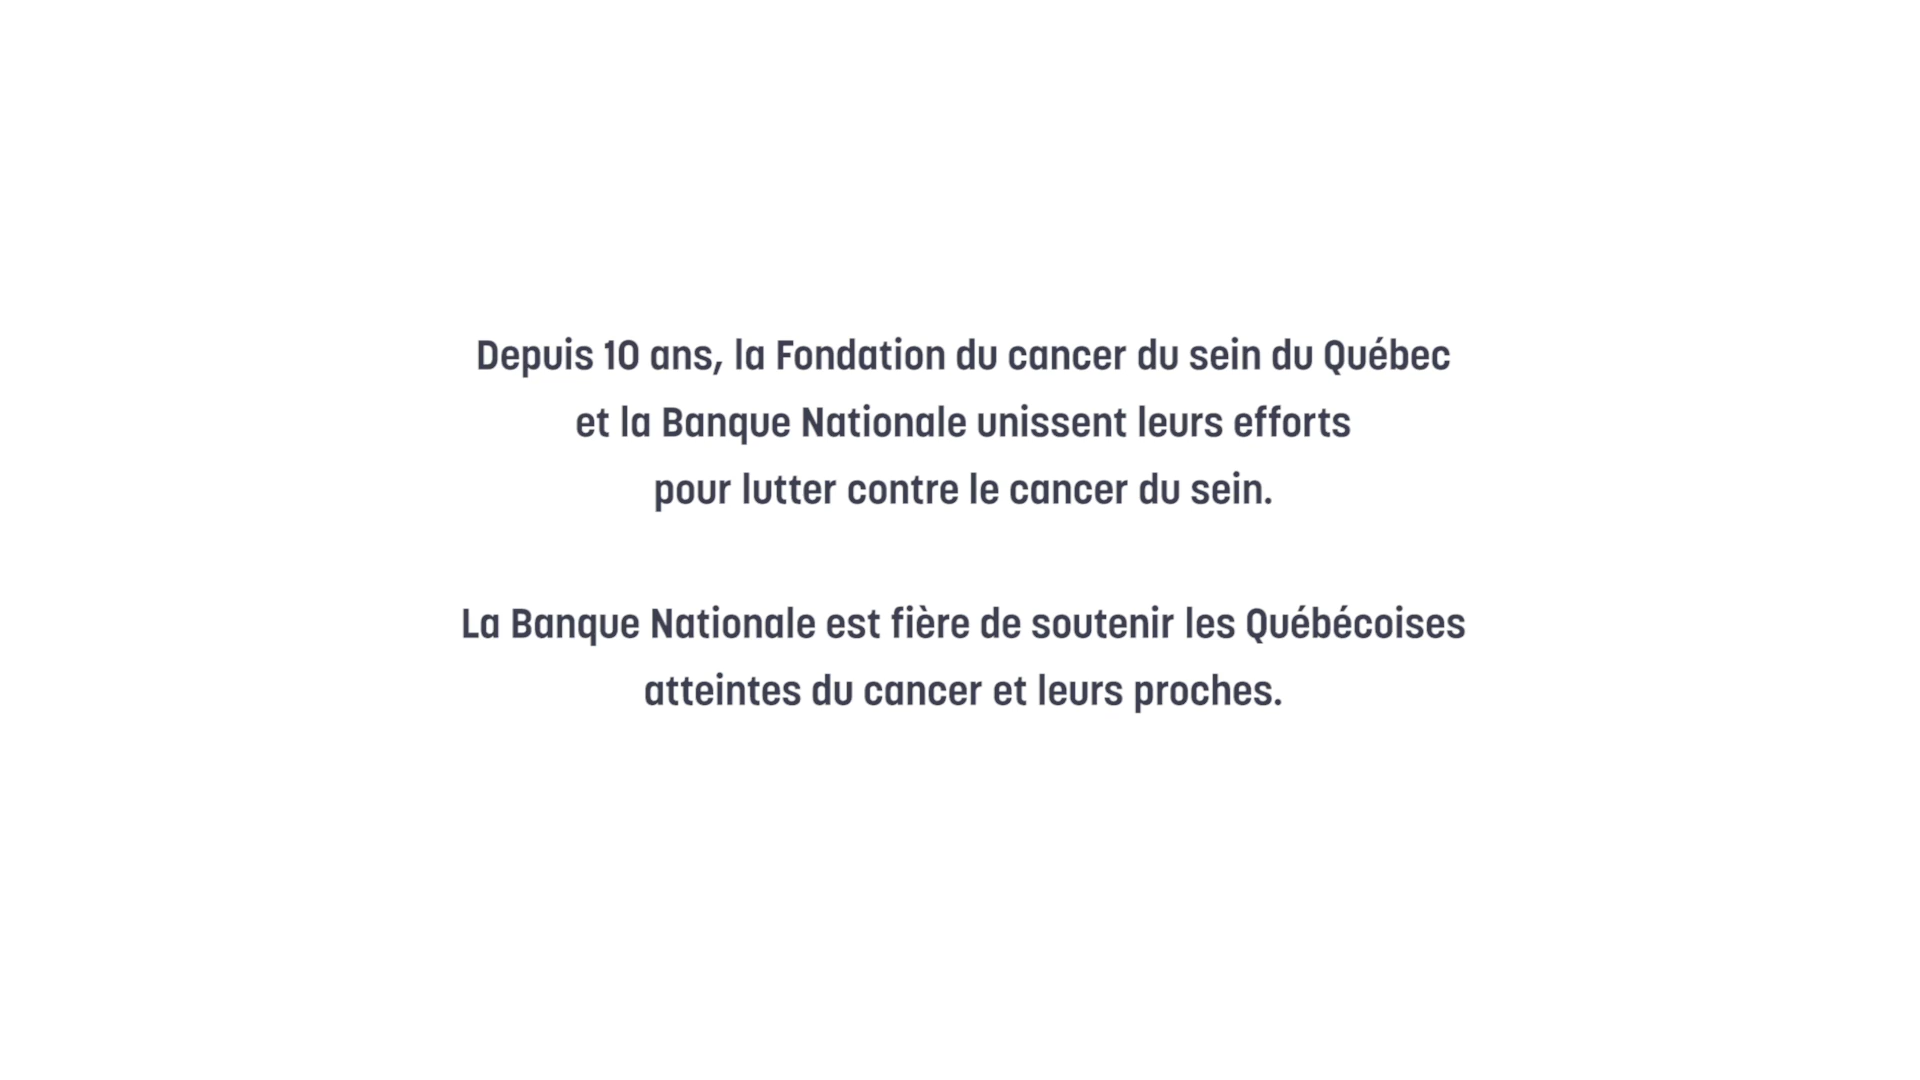 Depuis 10 ans, la Fondation du cancer du sein du Québec
et la Banque Nationale unissent leurs efforts
pour lutter contre le cancer du sein.
La Banque Nationale est fière de soutenir les Québécoises
atteintes du cancer et leurs proches.